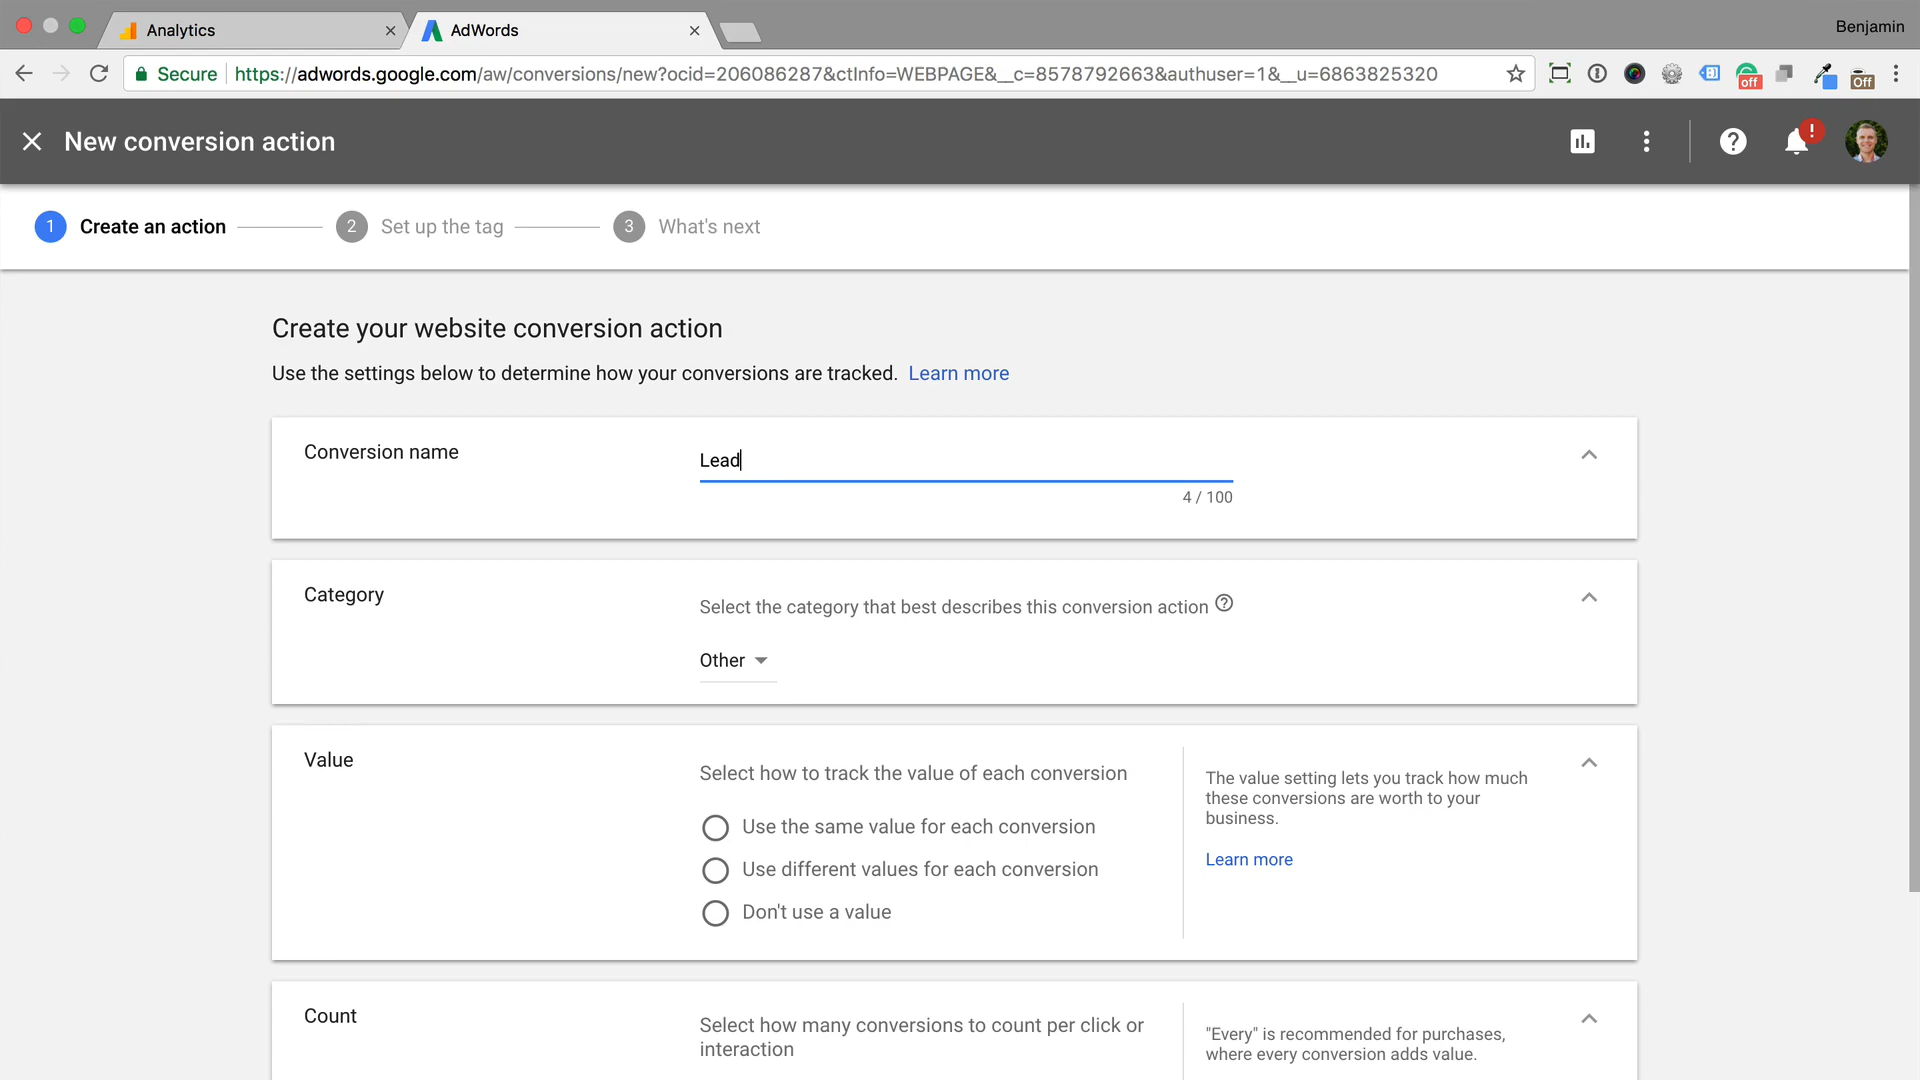 Analytics
AdWords
Benjamin
Secure https://adwords.google.com/aw/conversions/new?ocid=206086287&ctInfo=WEBPAGE&__c=8578792663&authuser=1&__u=6863825320
off
Off
New conversion action
?
!
1 Create an action 2 Set up the tag 3 What's next
Create your website conversion action
Use the settings below to determine how your conversions are tracked. Learn more
Conversion name
Lead
4 / 100
Category
Select the category that best describes this conversion action ?
Other
Value
Select how to track the value of each conversion
Use the same value for each conversion
Use different values for each conversion
Don't use a value
The value setting lets you track how much
these conversions are worth to your
business.
Learn more
Count
Select how many conversions to count per click or
interaction
"Every" is recommended for purchases,
where every conversion adds value.